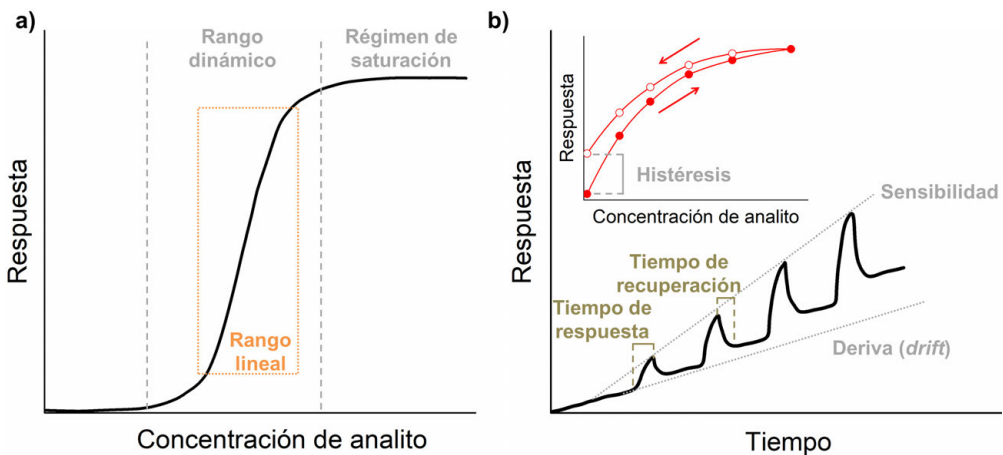 a)
Rango
dinámico
Régimen de
saturación
Respuesta
Rango
lineal
Concentración de analito
b)
Respuesta
Histéresis
Concentración de analito
Respuesta
Sensibilidad
Tiempo de
recuperación
Tiempo de
respuesta
Deriva (drift)
Tiempo